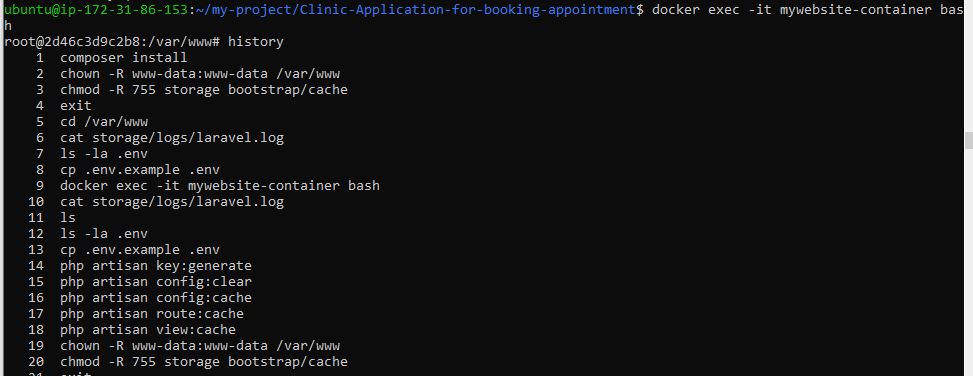 ubuntu@ip-172-31-86-153:~/my-project/Clinic-Application-for-booking-appointment$ docker exec -it mywebsite-container bas
h
root@2d46c3d9c2b8:/var/www# history
1 composer install
2 chown -R www-data:www-data /var/www
3 chmod -R 755 storage bootstrap/cache
4 exit
5 cd /var/www
6 cat storage/logs/laravel.log
7 ls -la .env
8 cp .env.example .env
9 docker exec -it mywebsite-container bash
10 cat storage/logs/laravel.log
11 ls
12 ls -la .env
13 cp .env.example .env
14 php artisan key:generate
15 php artisan config:clear
16 php artisan config:cache
17 php artisan route:cache
18 php artisan view:cache
19 chown -R www-data:www-data /var/www
20 chmod -R 755 storage bootstrap/cache
21 exit